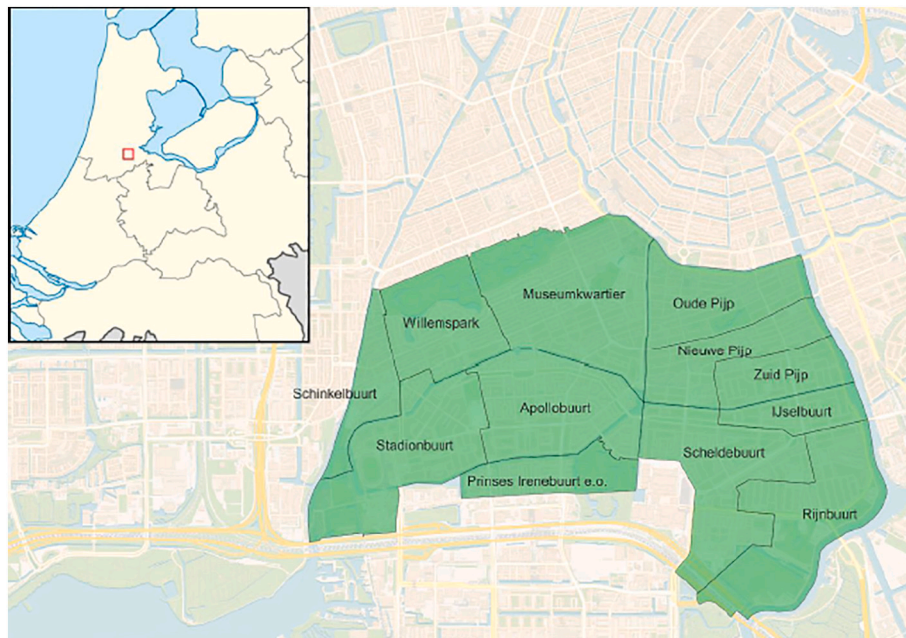 Museumkwartier
Oude Pijp
Willemspark
Nieuwe Pijp
Zuid Pijp
Schinkelbuurt
Apollobuurt
IJselbuurt
Stadionbuurt
Scheldebuurt
Prinses Irenebuurt e.o.
Rijnbuurt